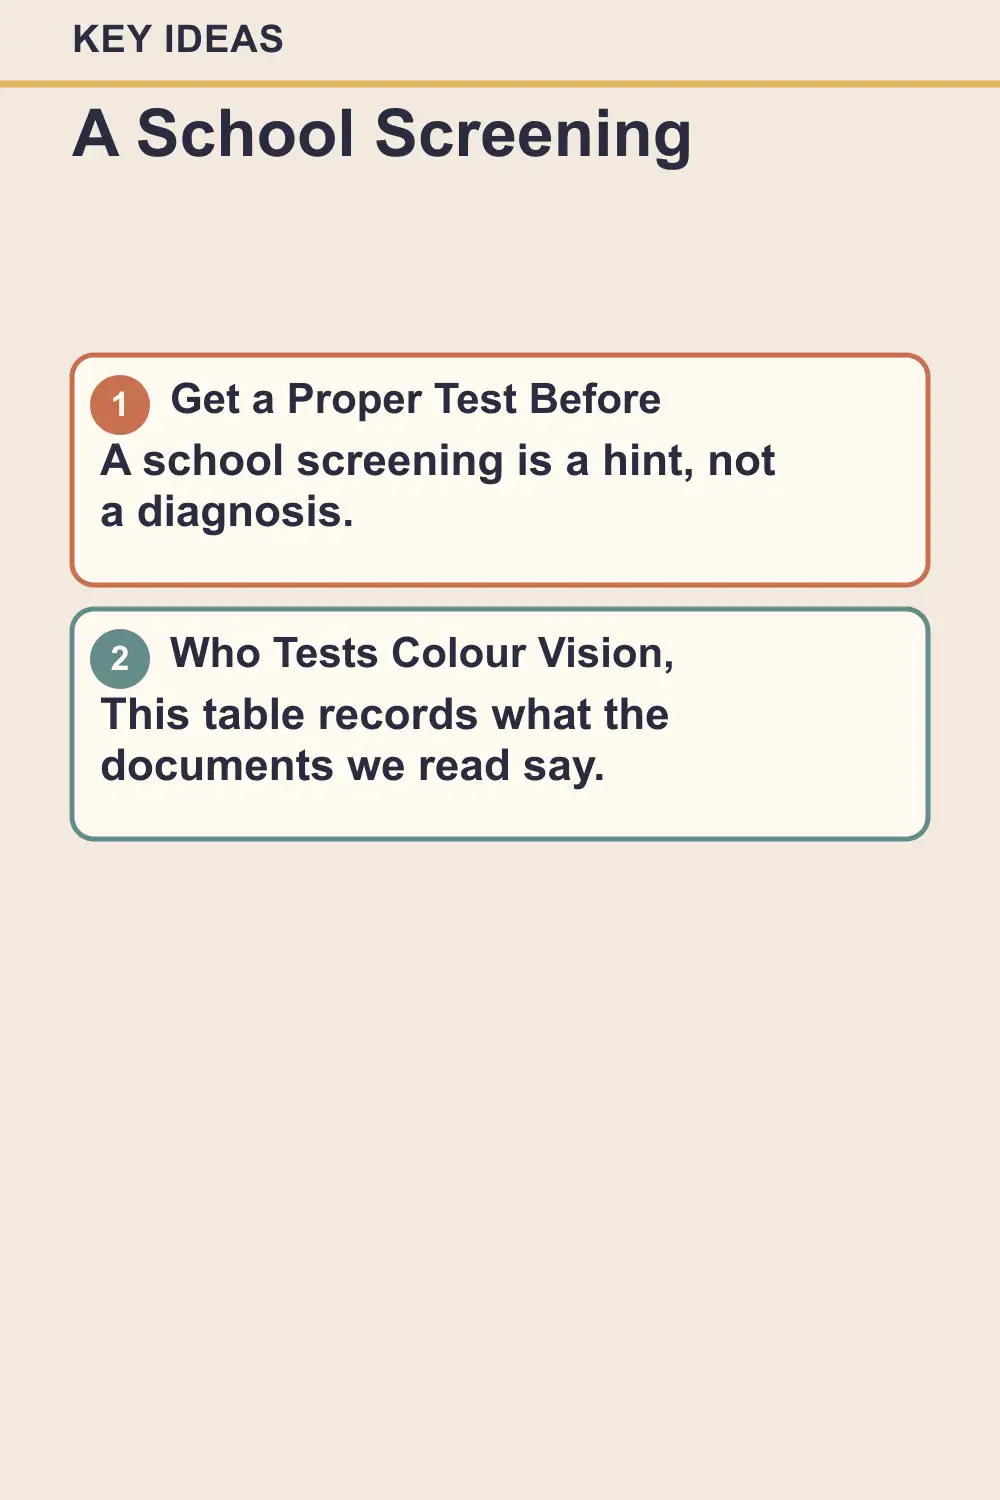 KEY IDEAS
A School Screening
1 Get a Proper Test Before
A school screening is a hint, not
a diagnosis.
2 Who Tests Colour Vision,
This table records what the
documents we read say.